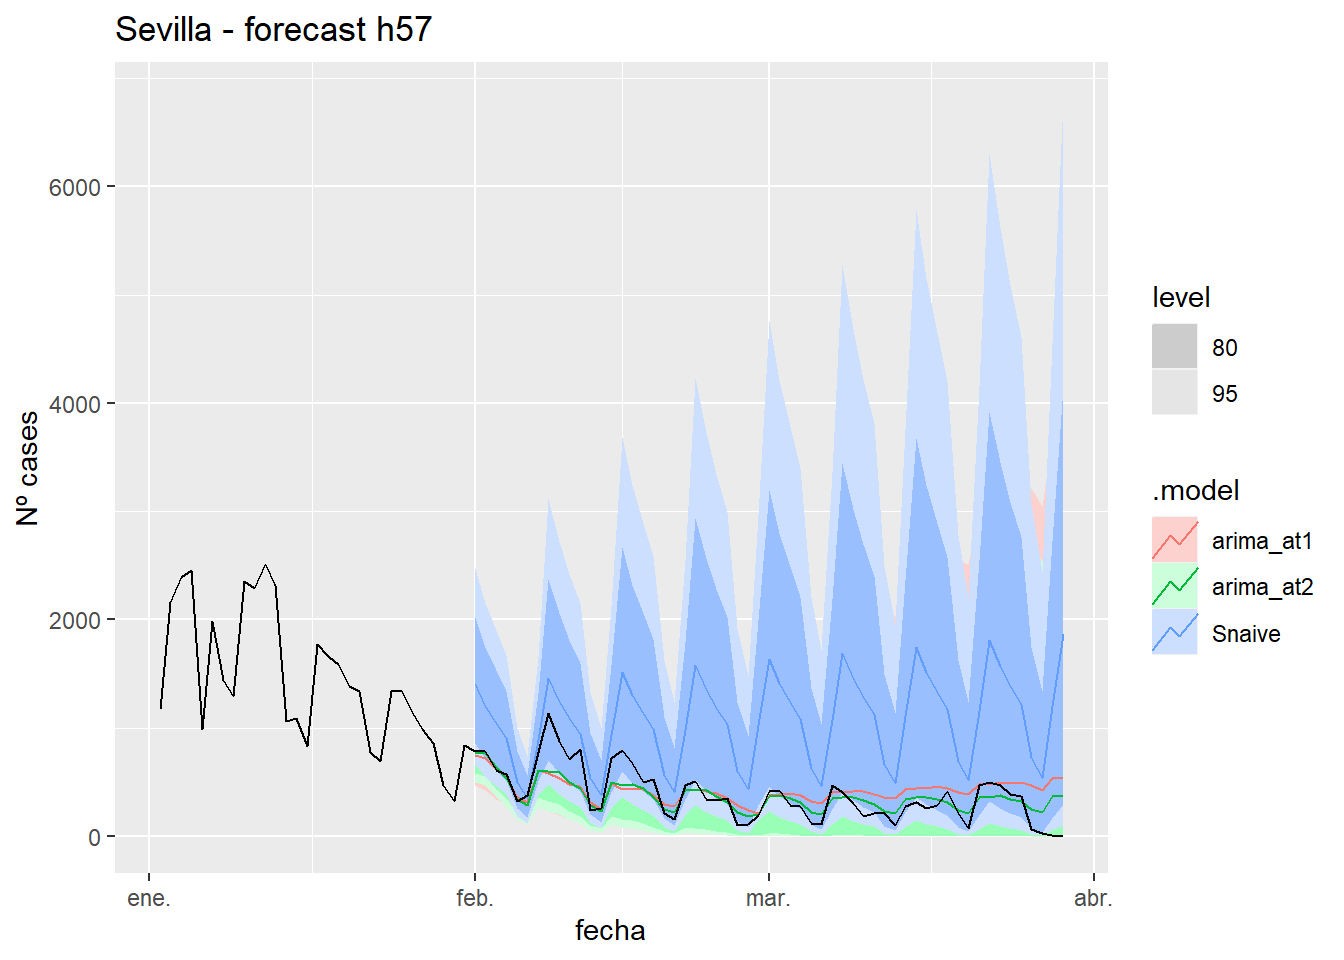 Sevilla - forecast h57
Nº cases
6000
4000
2000
0
ene.
feb.
mar.
abr.
fecha
level
80
95
.model
arima_at1
arima_at2
Snaive